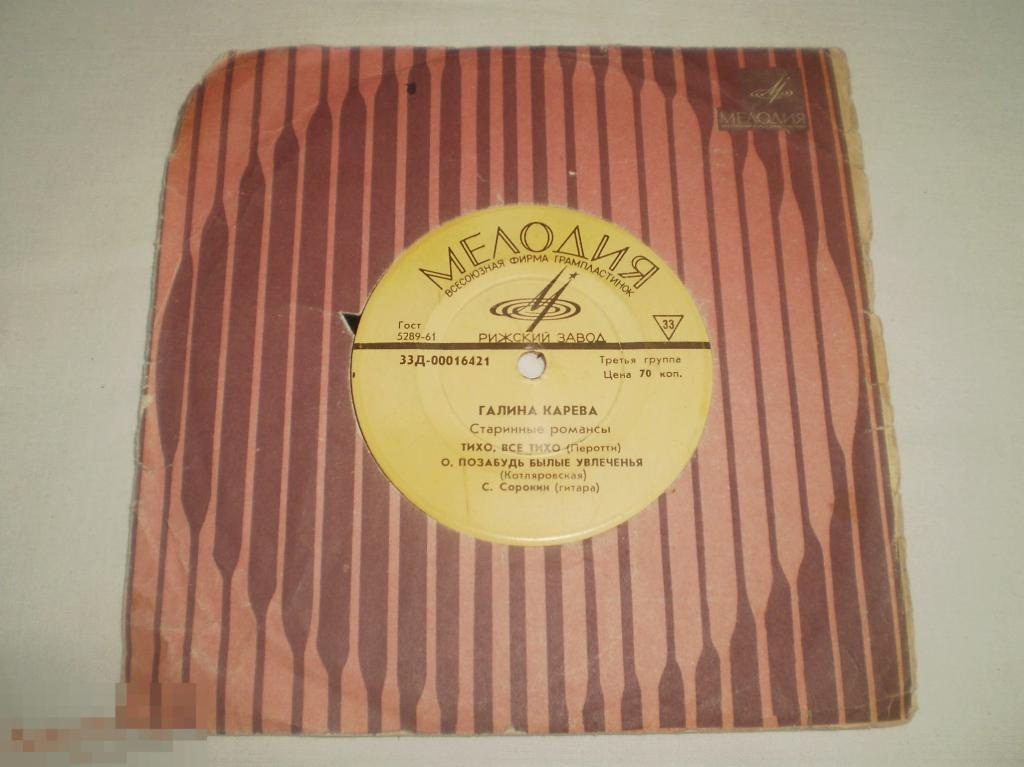 МЕЛОДИЯ
МЕЛОДИЯ
ВСЕСОЮЗНАЯ ФИРМА ГРАМПЛАСТИНОК
Гост
5289-61
РИЖСКИЙ ЗАВОД
33
33Д-00016421
Третья группа
Цена 70 коп.
ГАЛИНА КАРЕВА
Старинные романсы
ТИХО, ВСЕ ТИХО (Перотти)
О, ПОЗАБУДЬ БЫЛЫЕ УВЛЕЧЕНЬЯ
(Котляровская)
С. Сорокин (гитара)